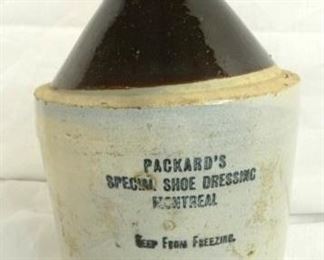 PACKARD'S
SPECIAL SHOE DRESSING
MONTREAL
KEEP FROM FREEZING.